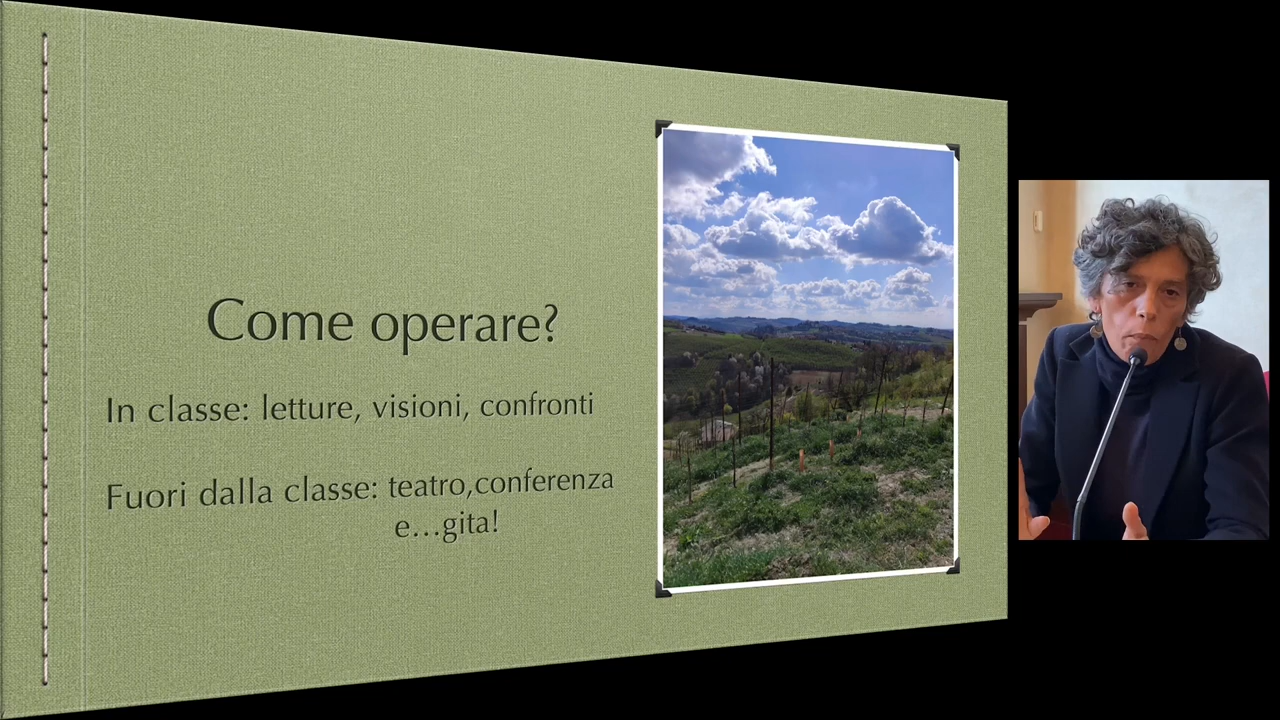 Come operare?
In classe: letture, visioni, confronti
Fuori dalla classe: teatro,conferenza
e…gita!